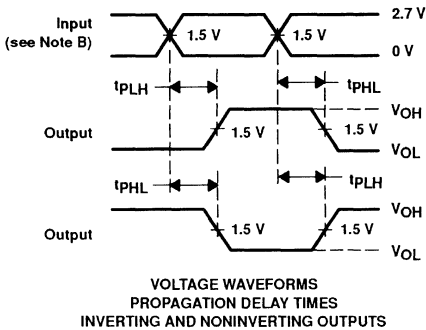 Input
(see Note B)
1.5 V
1.5 V
2.7 V
0 V
tPLH
tPHL
Output
1.5 V
1.5 V
VOH
VOL
tPHL
tPLH
Output
1.5 V
1.5 V
VOH
VOL
VOLTAGE WAVEFORMS
PROPAGATION DELAY TIMES
INVERTING AND NONINVERTING OUTPUTS